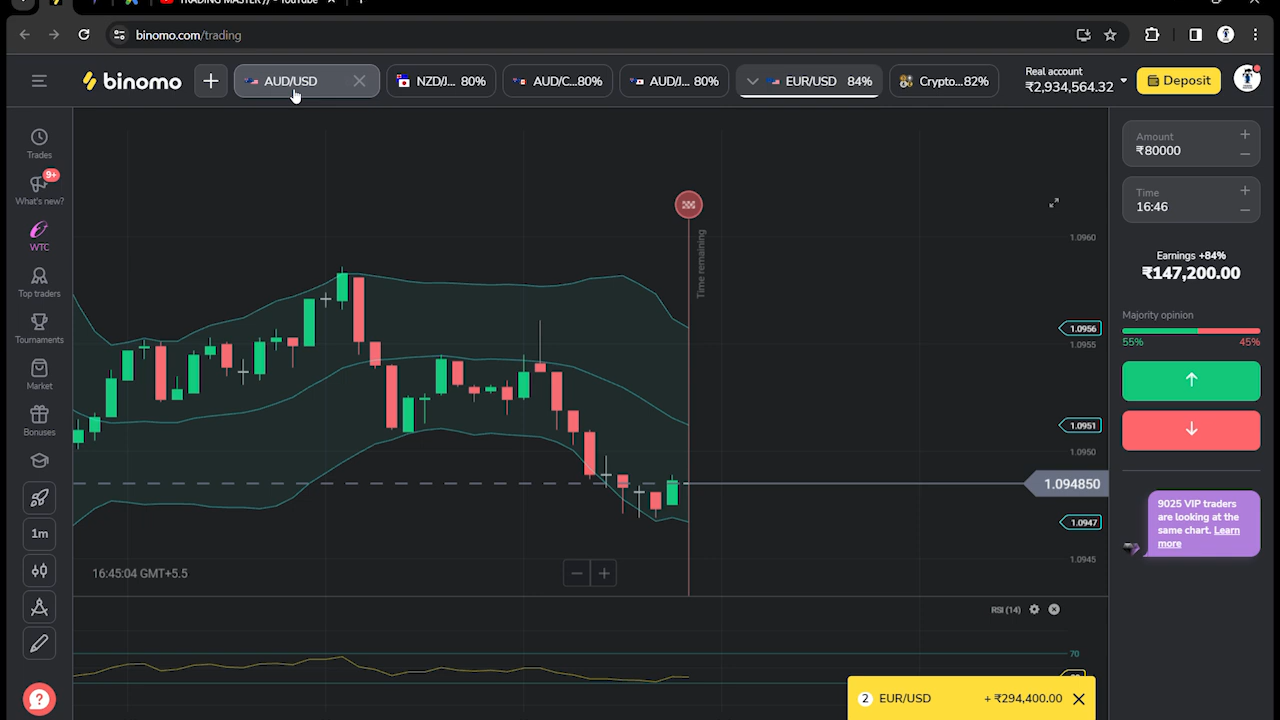 TRADING MASTER // - YouTube
binomo.com/trading
binomo
AUD/USD
NZD/J... 80%
AUD/C...80%
AUD/J... 80%
EUR/USD 84%
Crypto...82%
Real account
₹2,934,564.32
Deposit
Trades
9+
What's new?
WTC
Top traders
Tournaments
Market
Bonuses
1m
Time remaining
1.0960
1.0956
1.0955
1.0951
1.0950
1.094850
1.0947
1.0945
16:45:04 GMT+5.5
RSI (14)
70
Amount
₹80000
Time
16:46
Earnings +84%
₹147,200.00
Majority opinion
55% 45%
9025 VIP traders
are looking at the
same chart. Learn
more
2 EUR/USD + ₹294,400.00